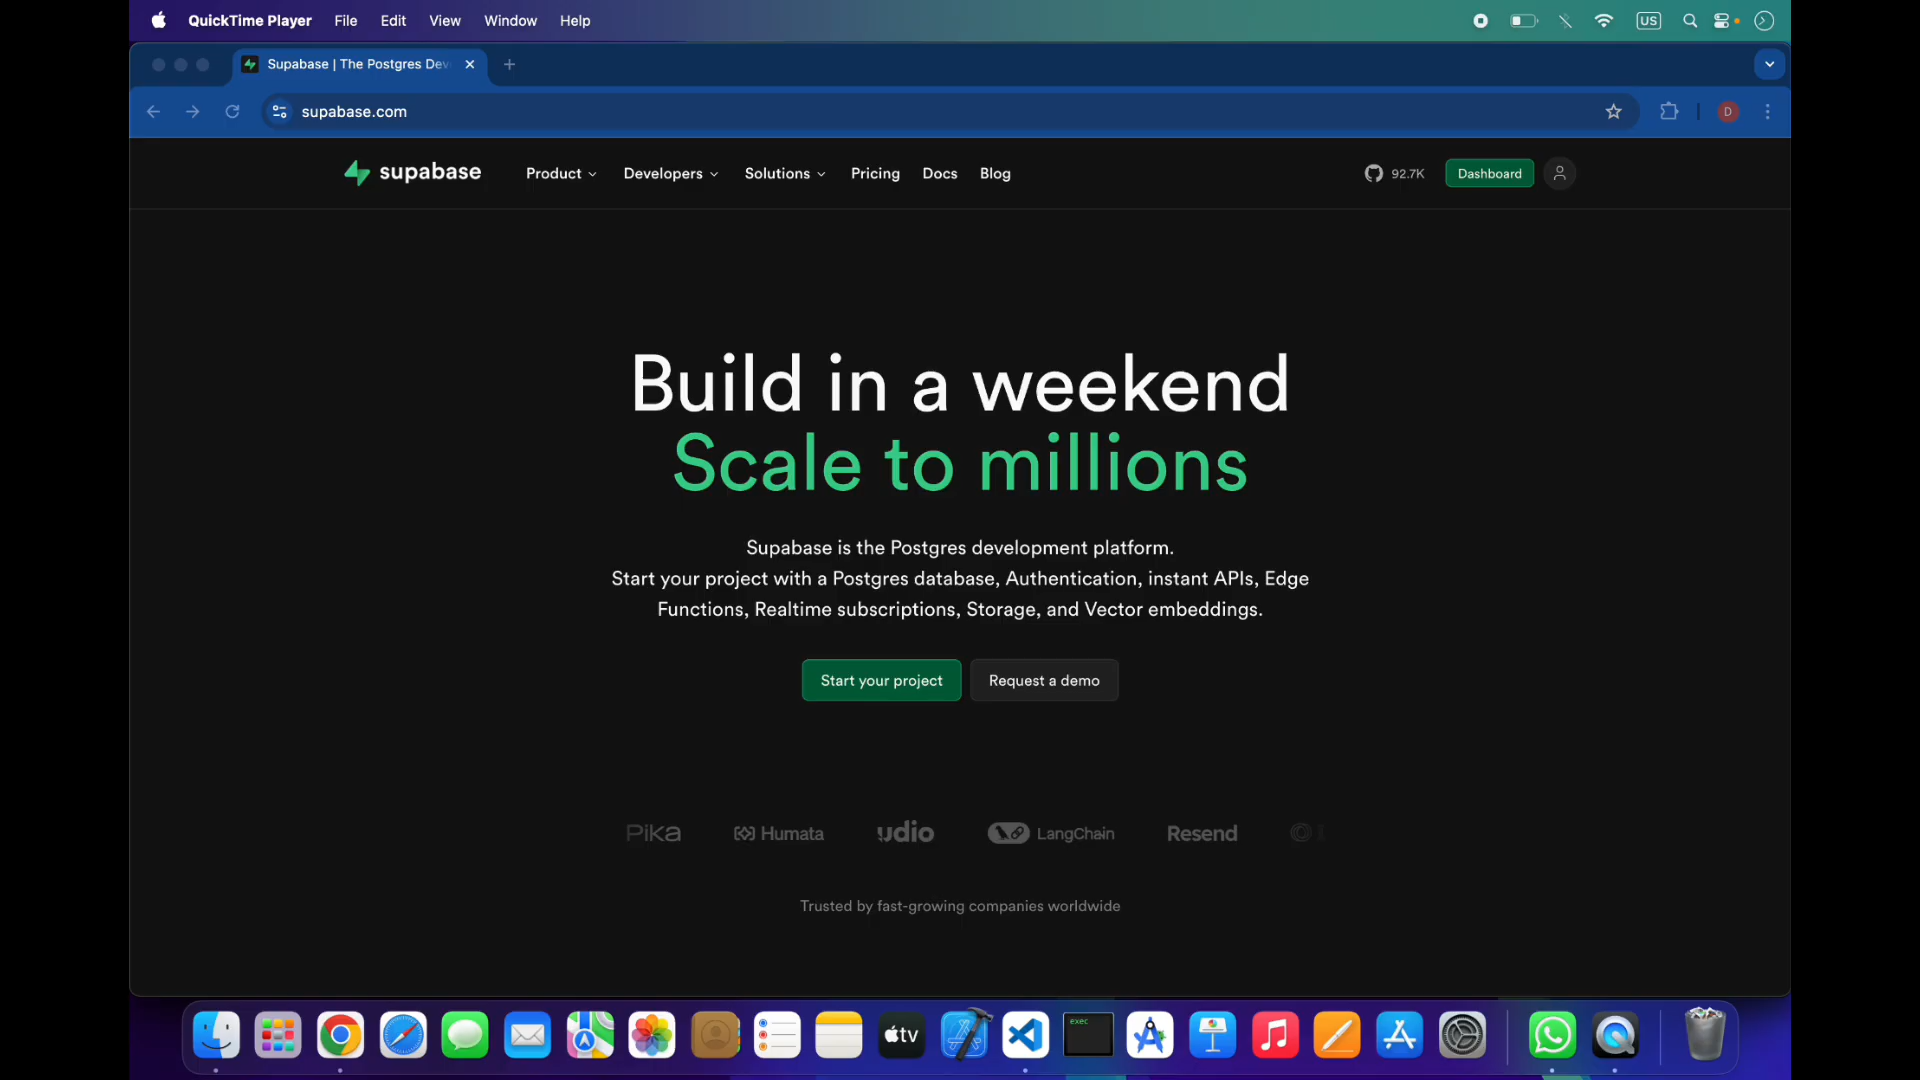 QuickTime Player File Edit View Window Help
US
Supabase | The Postgres Dev
supabase.com
D
supabase
Product Developers Solutions Pricing Docs Blog
92.7K Dashboard
Build in a weekend
Scale to millions
Supabase is the Postgres development platform.
Start your project with a Postgres database, Authentication, instant APIs, Edge
Functions, Realtime subscriptions, Storage, and Vector embeddings.
Start your project Request a demo
Pika Humata udio LangChain Resend
Trusted by fast-growing companies worldwide
tv exec